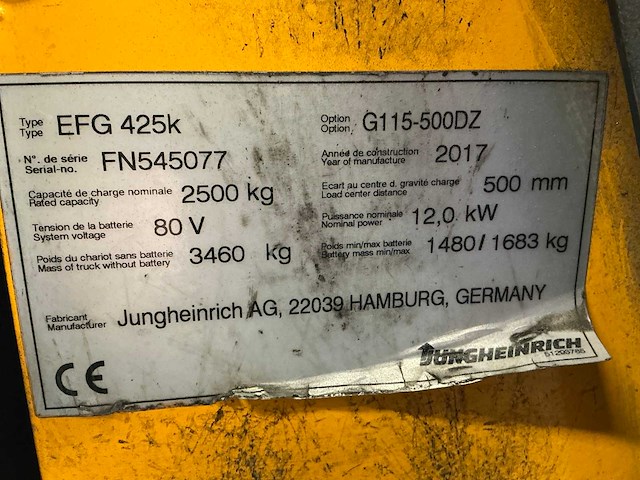 Type
Type EFG 425k
Option
Option G115-500DZ
N°. de série
Serial-no. FN545077
Année de construction
Year of manufacture 2017
Capacité de charge nominale
Rated capacity 2500 kg
Ecart au centre d. gravité charge
Load center distance 500 mm
Tension de la batterie
System voltage 80 V
Puissance nominale
Nominal power 12,0 kW
Poids du chariot sans batterie
Mass of truck without battery 3460 kg
Poids min/max batterie
Battery mass min/max 1480 / 1683 kg
Fabricant
Manufacturer Jungheinrich AG, 22039 HAMBURG, GERMANY
CE
JUNGHEINRICH